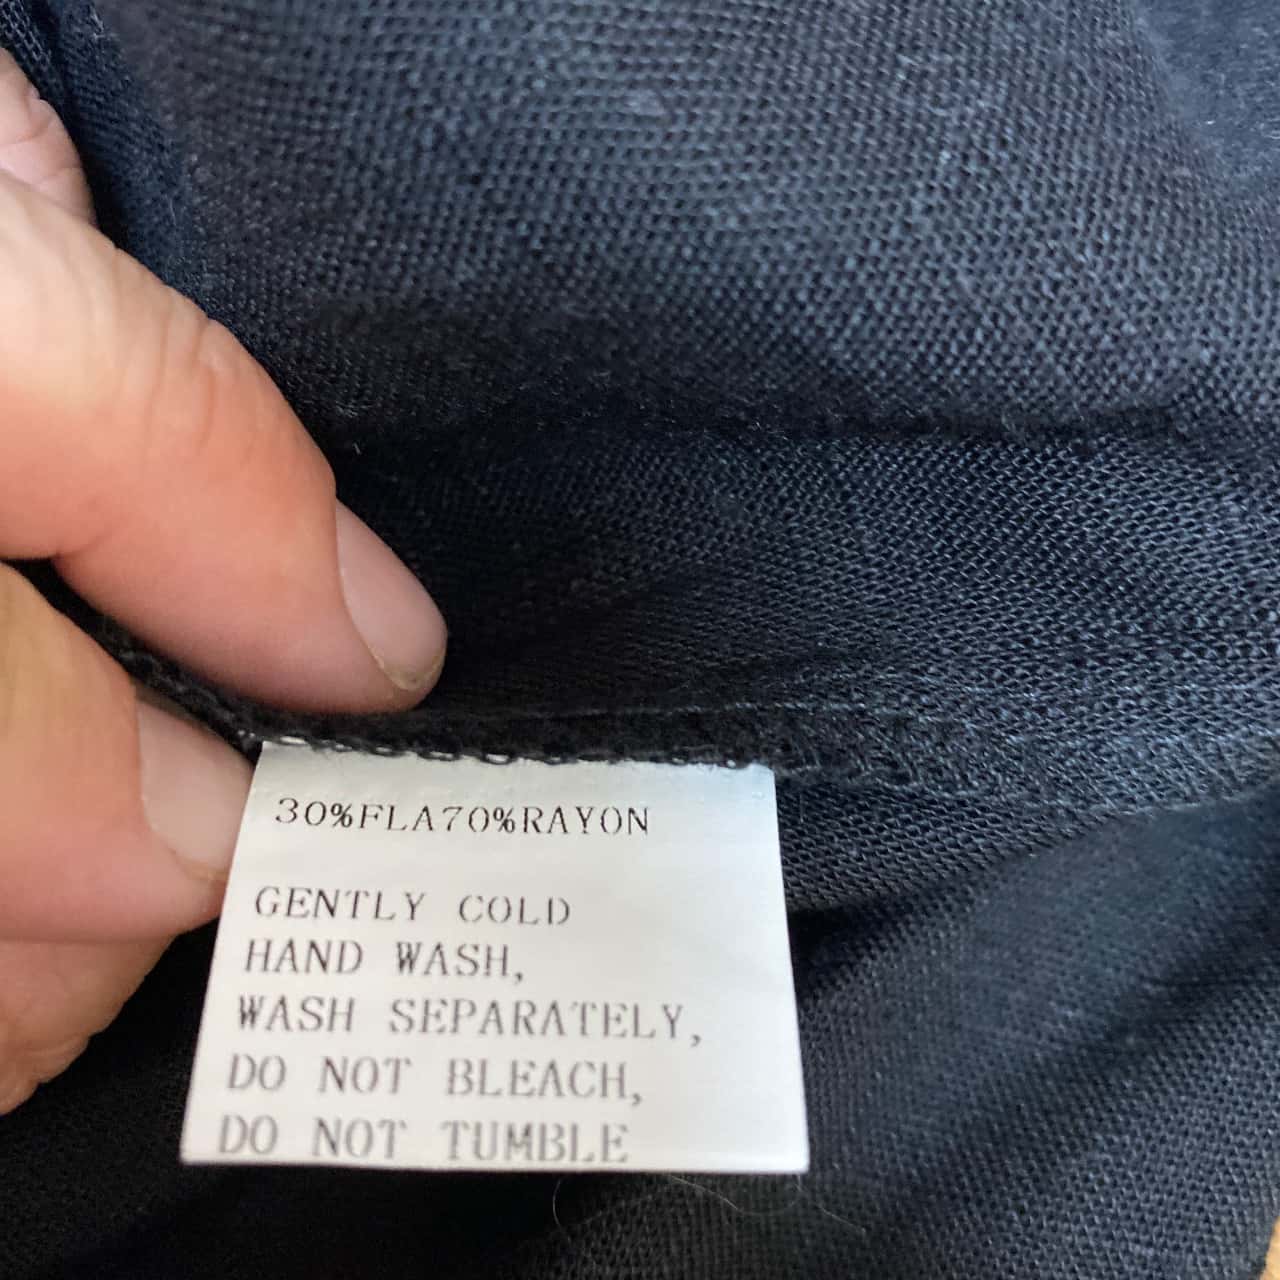 30%FLA70%RAYON
GENTLY COLD
HAND WASH,
WASH SEPARATELY,
DO NOT BLEACH,
DO NOT TUMBLE